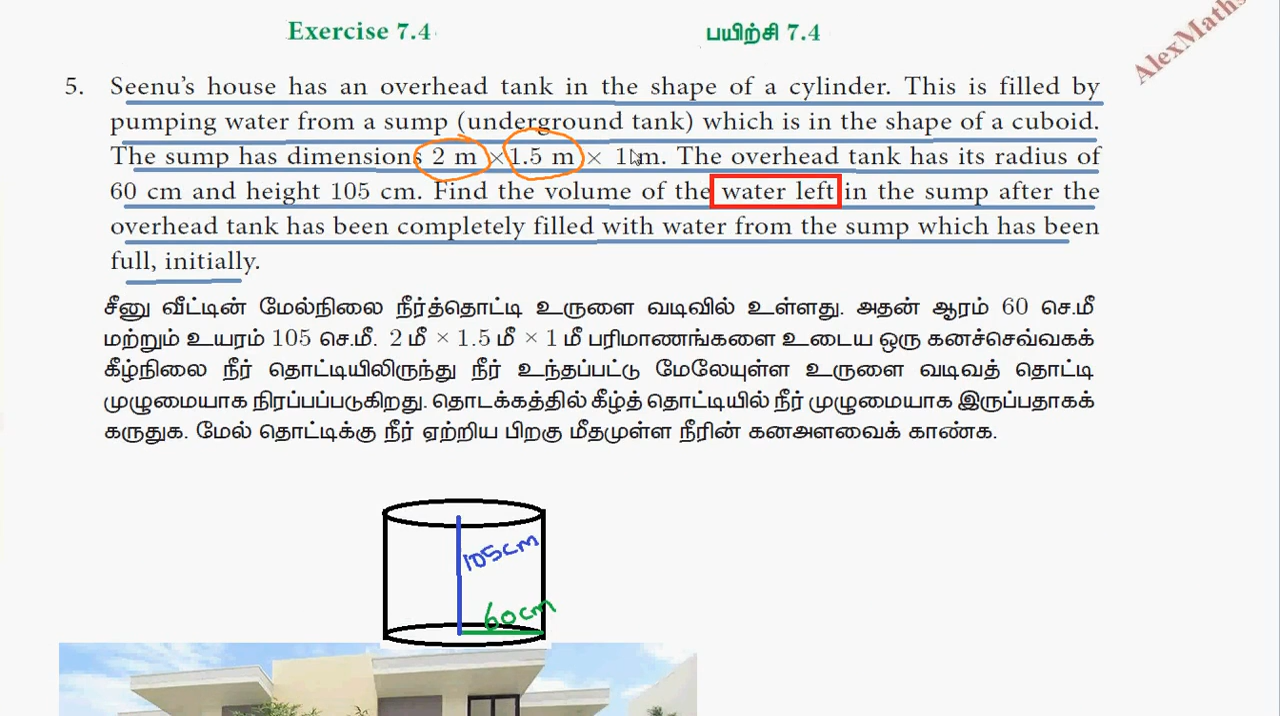 Exercise 7.4
பயிற்சி 7.4
AlexMaths
5. Seenu's house has an overhead tank in the shape of a cylinder. This is filled by
pumping water from a sump (underground tank) which is in the shape of a cuboid.
The sump has dimensions 2 m × 1.5 m × 1 m. The overhead tank has its radius of
60 cm and height 105 cm. Find the volume of the water left in the sump after the
overhead tank has been completely filled with water from the sump which has been
full, initially.
சீனு வீட்டின் மேல்நிலை நீர்த்தொட்டி உருளை வடிவில் உள்ளது. அதன் ஆரம் 60 செ.மீ
மற்றும் உயரம் 105 செ.மீ. 2 மீ × 1.5 மீ × 1 மீ பரிமாணங்களை உடைய ஒரு கனச்செவ்வகக்
கீழ்நிலை நீர் தொட்டியிலிருந்து நீர் உந்தப்பட்டு மேலேயுள்ள உருளை வடிவத் தொட்டி
முழுமையாக நிரப்பப்படுகிறது. தொடக்கத்தில் கீழ்த் தொட்டியில் நீர் முழுமையாக இருப்பதாகக்
கருதுக. மேல் தொட்டிக்கு நீர் ஏற்றிய பிறகு மீதமுள்ள நீரின் கனஅளவைக் காண்க.
105cm
60cm